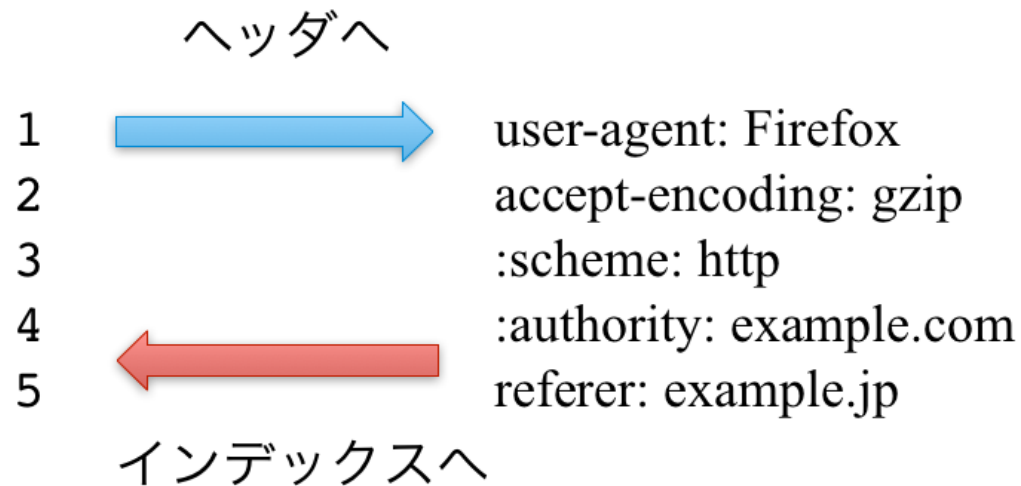 ヘッダへ
1 user-agent: Firefox
2 accept-encoding: gzip
3 :scheme: http
4 :authority: example.com
5 referer: example.jp
インデックスへ